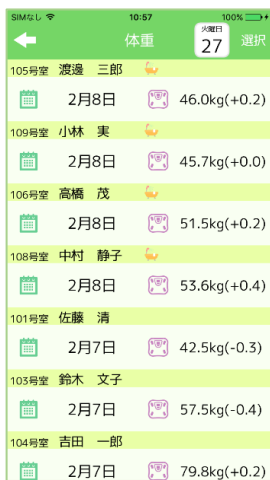 SIMなし 10:57 100%
体重 火曜日 27 選択
105号室 渡邊 三郎
2月8日 46.0kg(+0.2)
109号室 小林 実
2月8日 45.7kg(+0.0)
106号室 高橋 茂
2月8日 51.5kg(+0.2)
108号室 中村 静子
2月8日 53.6kg(+0.4)
101号室 佐藤 清
2月7日 42.5kg(-0.3)
103号室 鈴木 文子
2月7日 57.5kg(-0.4)
104号室 吉田 一郎
2月7日 79.8kg(+0.2)